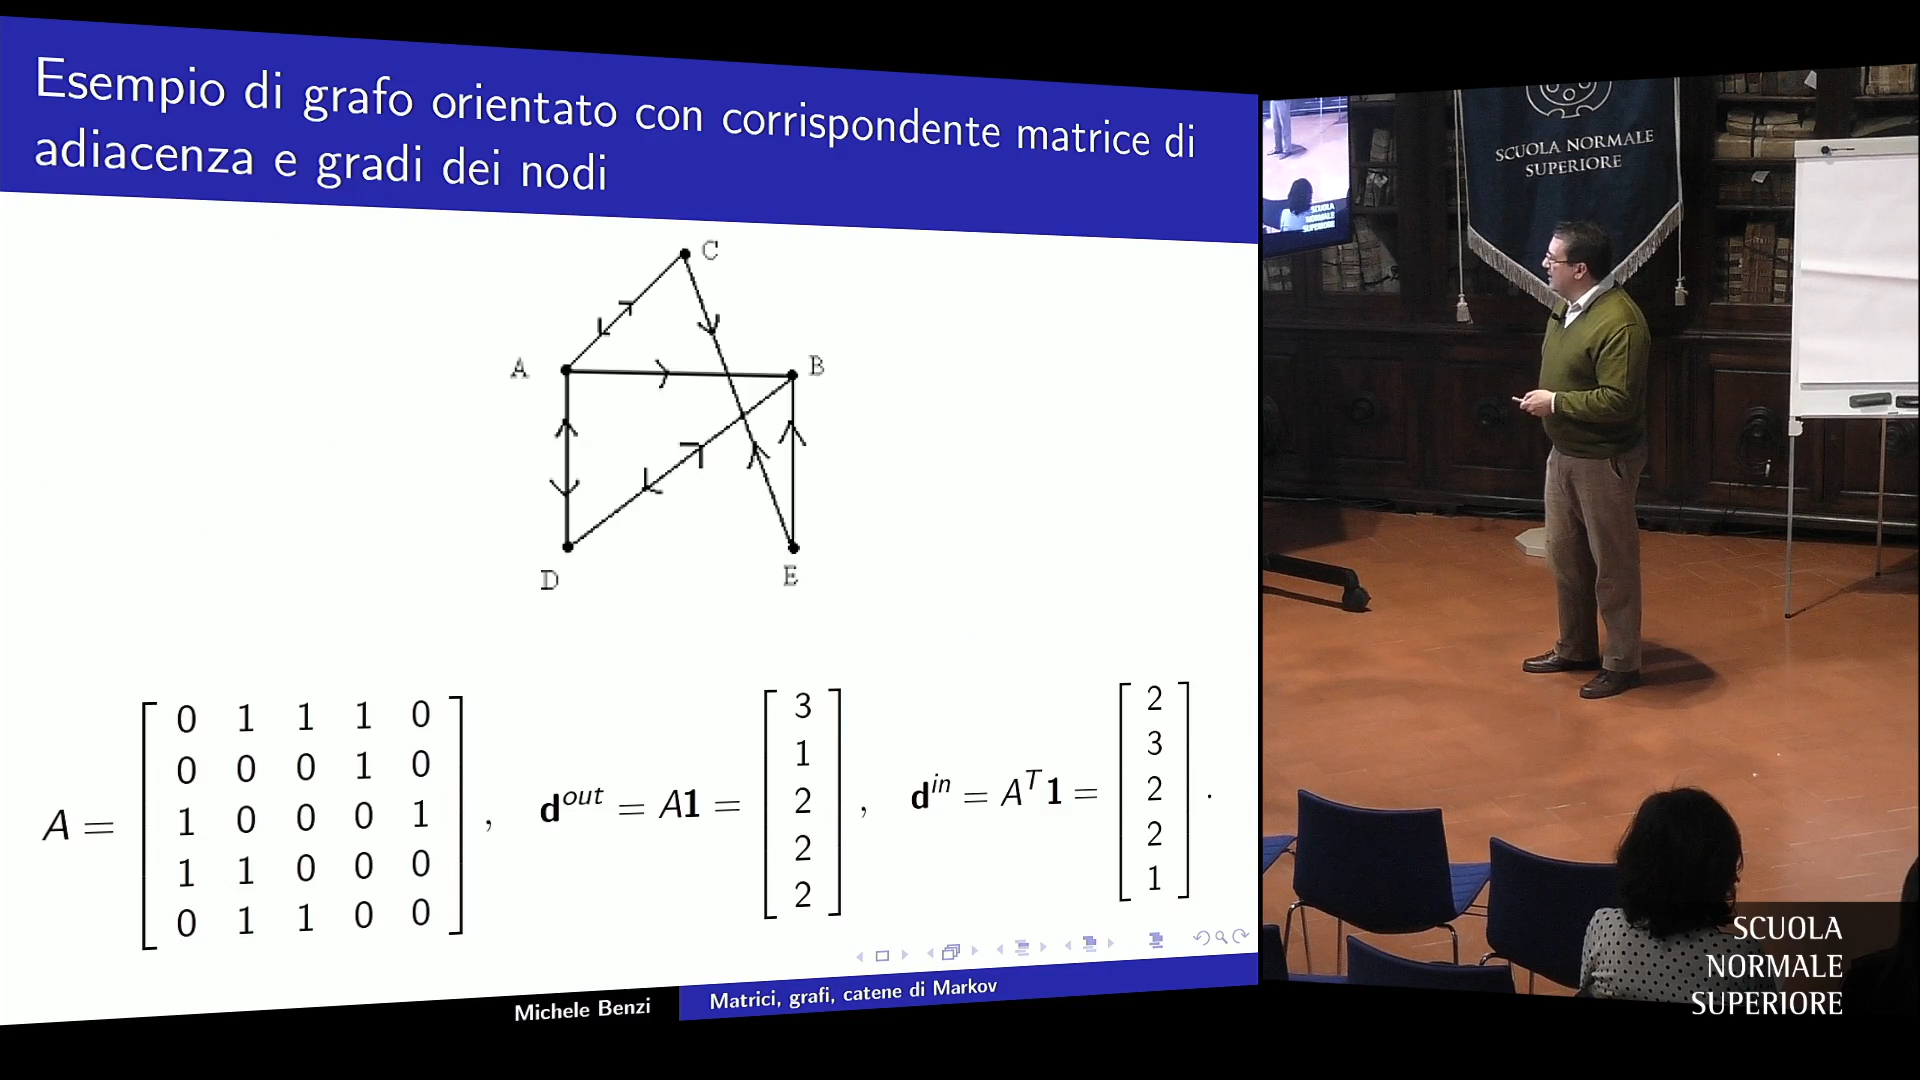 Esempio di grafo orientato con corrispondente matrice di
adiacenza e gradi dei nodi
C
A
B
D
E
A =
0 1 1 1 0
0 0 0 1 0
1 0 0 0 1
1 1 0 0 0
0 1 1 0 0
,
d^out = A1 =
3
1
2
2
2
,
d^in = A^T 1 =
2
3
2
2
1
.
Michele Benzi
Matrici, grafi, catene di Markov
SCUOLA NORMALE
SUPERIORE
SCUOLA
NORMALE
SUPERIORE
SCUOLA
NORMALE
SUPERIORE